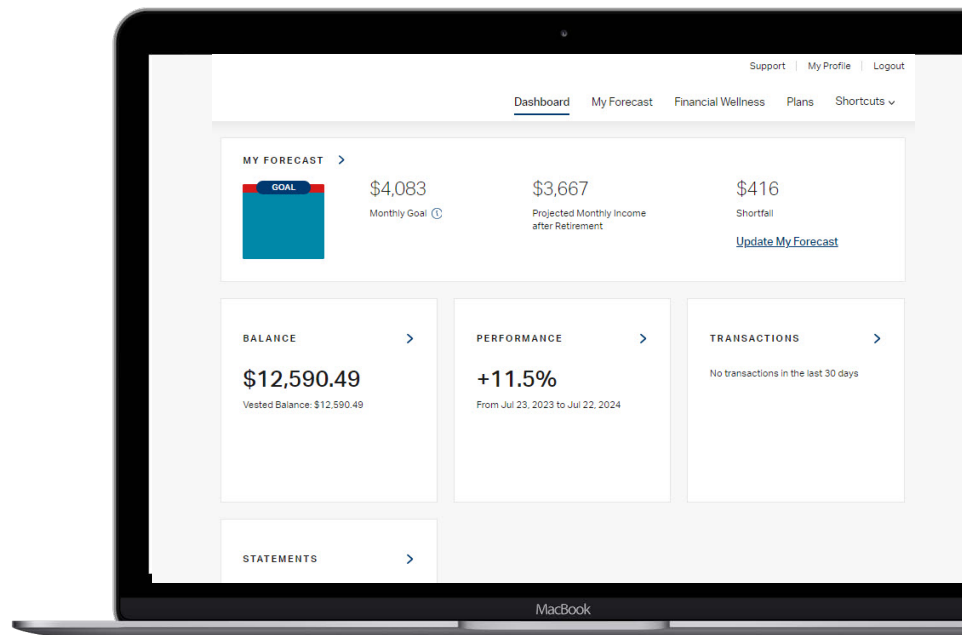 Support
My Profile
Logout
Dashboard
My Forecast
Financial Wellness
Plans
Shortcuts
MY FORECAST
GOAL
$4,083
Monthly Goal
$3,667
Projected Monthly Income
after Retirement
$416
Shortfall
Update My Forecast
BALANCE
$12,590.49
Vested Balance: $12,590.49
PERFORMANCE
+11.5%
From Jul 23, 2023 to Jul 22, 2024
TRANSACTIONS
No transactions in the last 30 days
STATEMENTS
MacBook